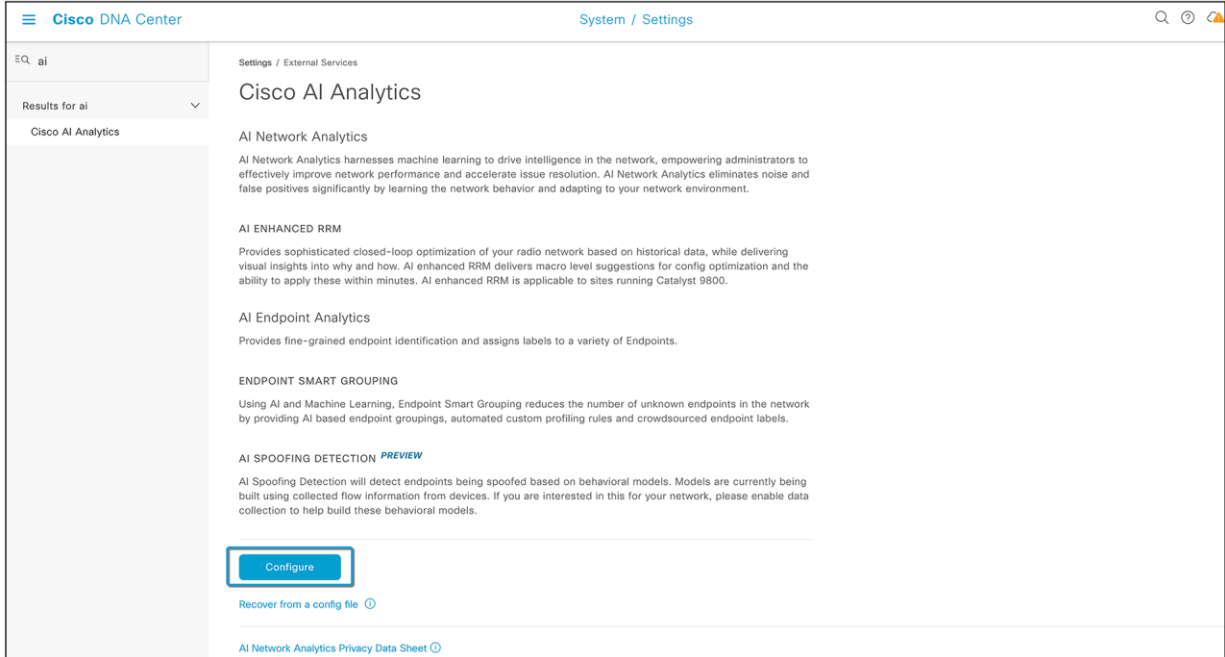 Cisco DNA Center
System / Settings
ai
Results for ai
Cisco AI Analytics
Settings / External Services
Cisco AI Analytics
AI Network Analytics
AI Network Analytics harnesses machine learning to drive intelligence in the network, empowering administrators to
effectively improve network performance and accelerate issue resolution. AI Network Analytics eliminates noise and
false positives significantly by learning the network behavior and adapting to your network environment.
AI ENHANCED RRM
Provides sophisticated closed-loop optimization of your radio network based on historical data, while delivering
visual insights into why and how. AI enhanced RRM delivers macro level suggestions for config optimization and the
ability to apply these within minutes. AI enhanced RRM is applicable to sites running Catalyst 9800.
AI Endpoint Analytics
Provides fine-grained endpoint identification and assigns labels to a variety of Endpoints.
ENDPOINT SMART GROUPING
Using AI and Machine Learning, Endpoint Smart Grouping reduces the number of unknown endpoints in the network
by providing AI based endpoint groupings, automated custom profiling rules and crowdsourced endpoint labels.
AI SPOOFING DETECTION PREVIEW
AI Spoofing Detection will detect endpoints being spoofed based on behavioral models. Models are currently being
built using collected flow information from devices. If you are interested in this for your network, please enable data
collection to help build these behavioral models.
Configure
Recover from a config file
AI Network Analytics Privacy Data Sheet